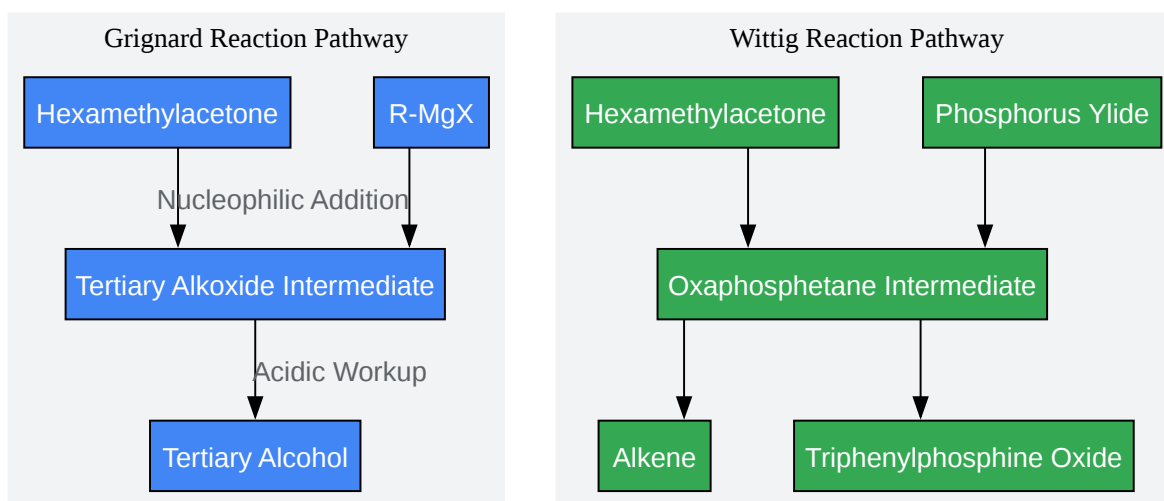 Grignard Reaction Pathway
Hexamethylacetone
R-MgX
Nucleophilic Addition
Tertiary Alkoxide Intermediate
Acidic Workup
Tertiary Alcohol
Wittig Reaction Pathway
Hexamethylacetone
Phosphorus Ylide
Oxaphosphetane Intermediate
Alkene
Triphenylphosphine Oxide